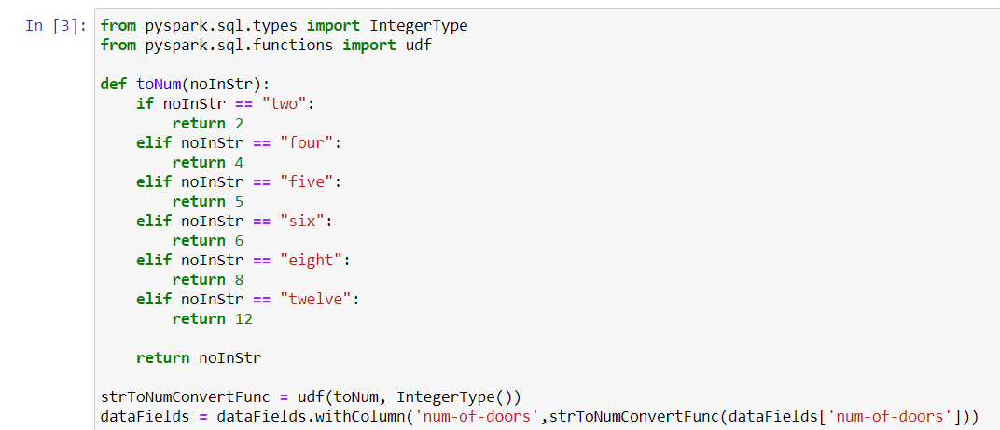 In [3]: from pyspark.sql.types import IntegerType
from pyspark.sql.functions import udf

def toNum(noInStr):
    if noInStr == "two":
        return 2
    elif noInStr == "four":
        return 4
    elif noInStr == "five":
        return 5
    elif noInStr == "six":
        return 6
    elif noInStr == "eight":
        return 8
    elif noInStr == "twelve":
        return 12

    return noInStr

strToNumConvertFunc = udf(toNum, IntegerType())
dataFields = dataFields.withColumn('num-of-doors',strToNumConvertFunc(dataFields['num-of-doors']))